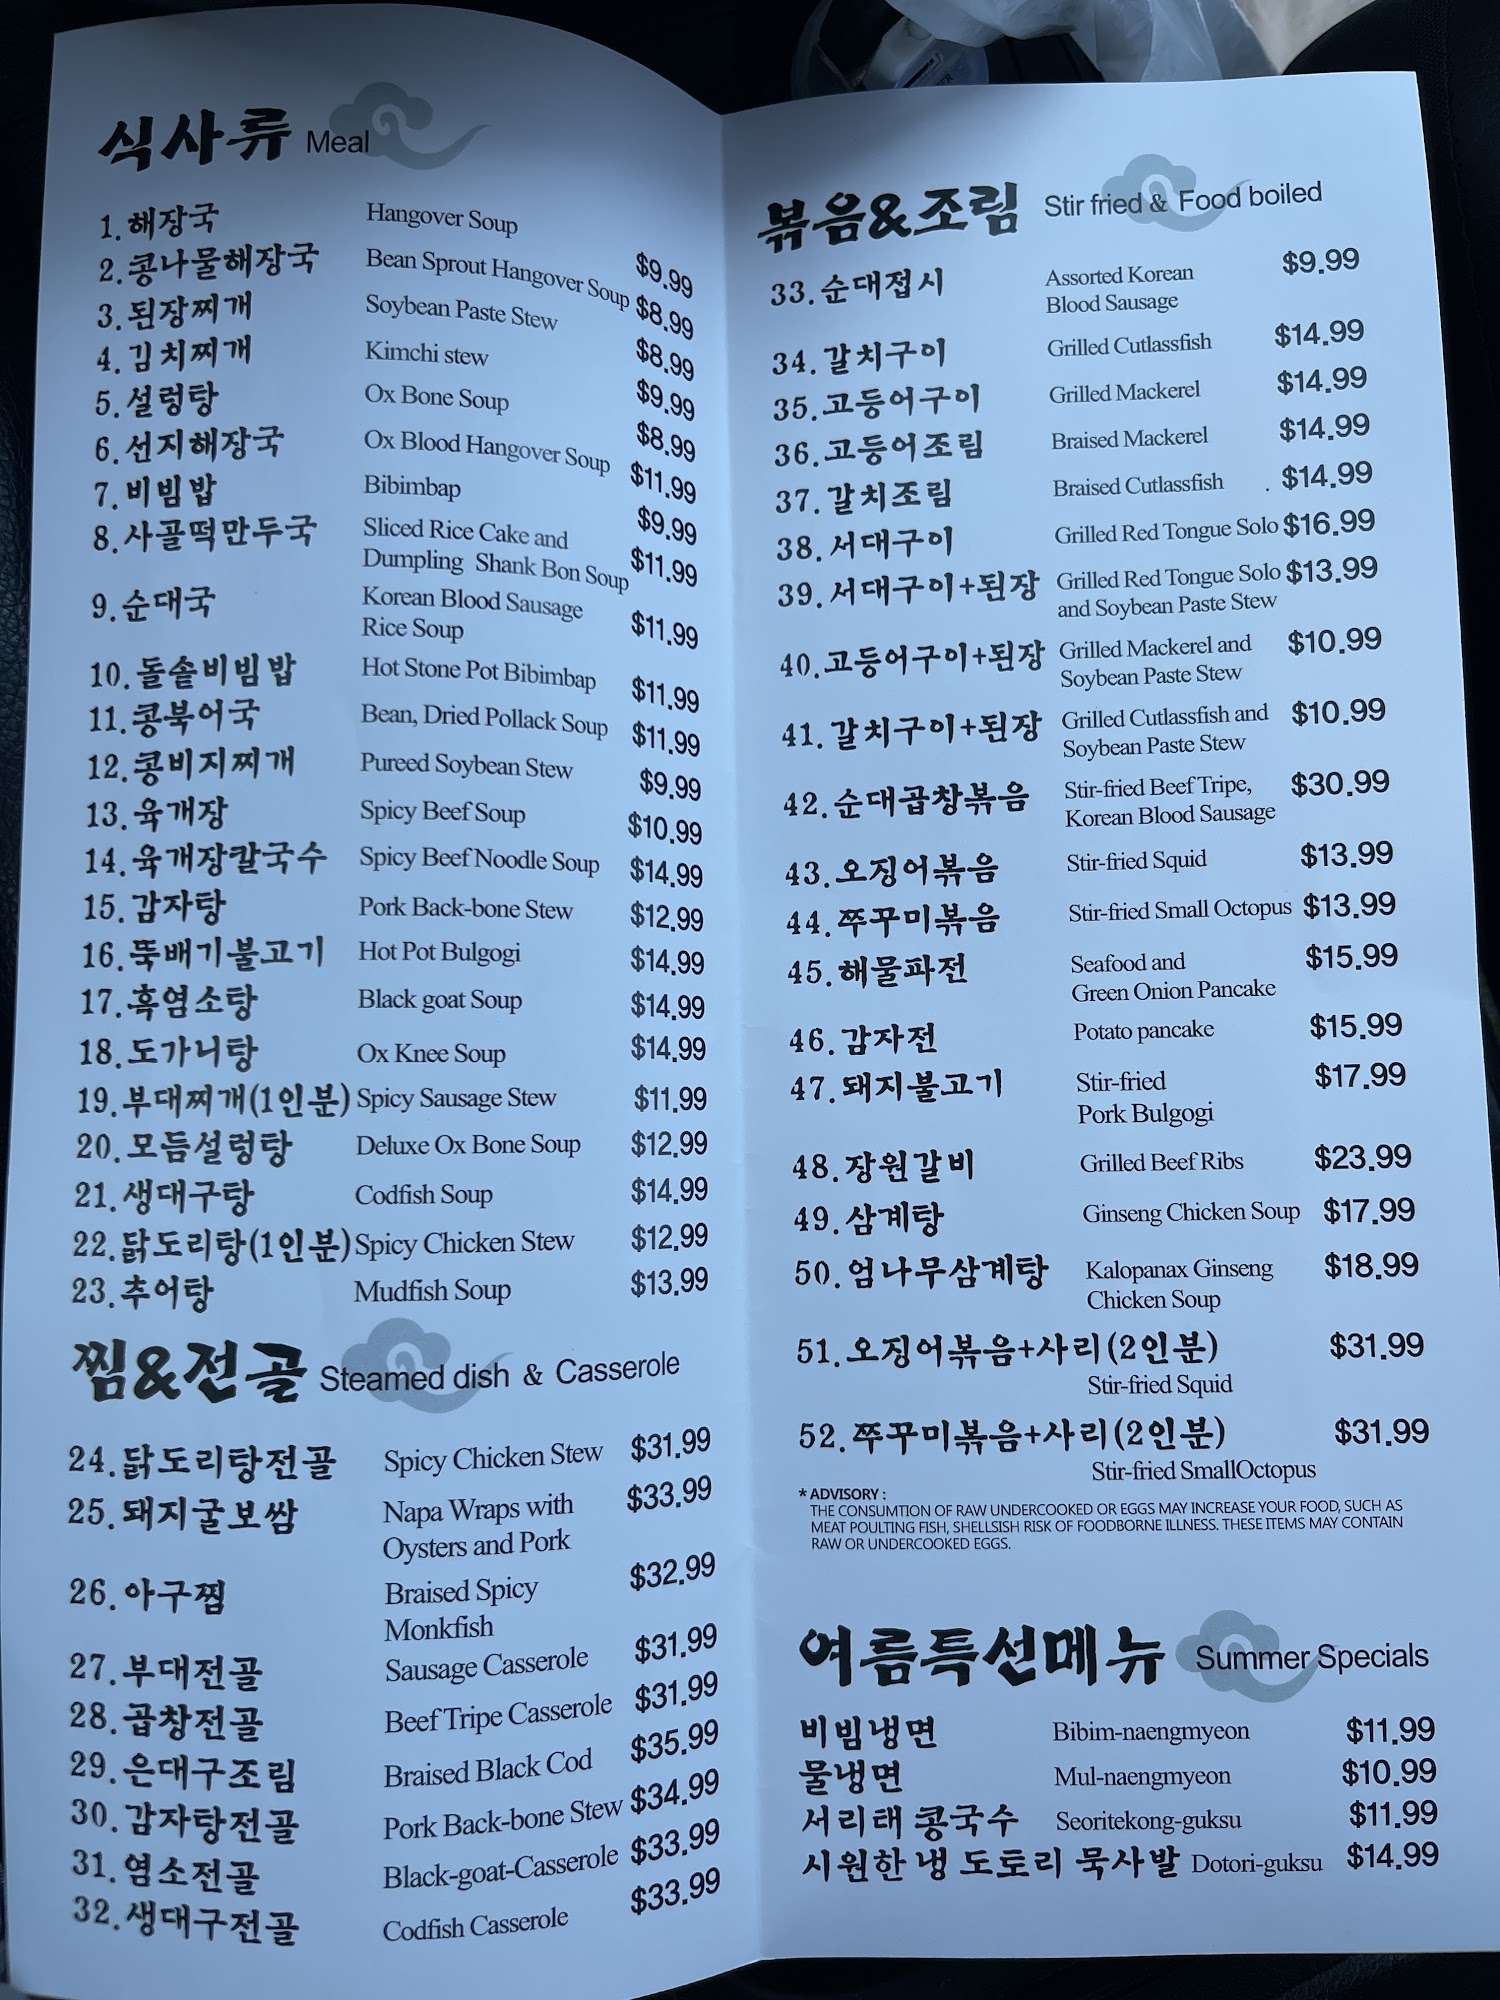 식사류 Meal
1. 해장국 Hangover Soup $9.99
2. 콩나물해장국 Bean Sprout Hangover Soup $8.99
3. 된장찌개 Soybean Paste Stew $8.99
4. 김치찌개 Kimchi stew $9.99
5. 설렁탕 Ox Bone Soup $8.99
6. 선지해장국 Ox Blood Hangover Soup $11.99
7. 비빔밥 Bibimbap $9.99
8. 사골떡만두국 Sliced Rice Cake and $11.99
Dumpling Shank Bon Soup
9. 순대국 Korean Blood Sausage $11.99
Rice Soup
10. 돌솥비빔밥 Hot Stone Pot Bibimbap $11.99
11. 콩북어국 Bean, Dried Pollack Soup $11.99
12. 콩비지찌개 Pureed Soybean Stew $9.99
13. 육개장 Spicy Beef Soup $10.99
14. 육개장칼국수 Spicy Beef Noodle Soup $14.99
15. 감자탕 Pork Back-bone Stew $12.99
16. 뚝배기불고기 Hot Pot Bulgogi $14.99
17. 흑염소탕 Black goat Soup $14.99
18. 도가니탕 Ox Knee Soup $14.99
19. 부대찌개(1인분) Spicy Sausage Stew $11.99
20. 모듬설렁탕 Deluxe Ox Bone Soup $12.99
21. 생대구탕 Codfish Soup $14.99
22. 닭도리탕(1인분) Spicy Chicken Stew $12.99
23. 추어탕 Mudfish Soup $13.99
찜&전골 Steamed dish & Casserole
24. 닭도리탕전골 Spicy Chicken Stew $31.99
25. 돼지굴보쌈 Napa Wraps with $33.99
Oysters and Pork
26. 아구찜 Braised Spicy $32.99
Monkfish
27. 부대전골 Sausage Casserole $31.99
28. 곱창전골 Beef Tripe Casserole $31.99
29. 은대구조림 Braised Black Cod $35.99
30. 감자탕전골 Pork Back-bone Stew $34.99
31. 염소전골 Black-goat-Casserole $33.99
32. 생대구전골 Codfish Casserole $33.99
볶음&조림 Stir fried & Food boiled
33. 순대접시 Assorted Korean $9.99
Blood Sausage
34. 갈치구이 Grilled Cutlassfish $14.99
35. 고등어구이 Grilled Mackerel $14.99
36. 고등어조림 Braised Mackerel $14.99
37. 갈치조림 Braised Cutlassfish . $14.99
38. 서대구이 Grilled Red Tongue Solo $16.99
39. 서대구이+된장 Grilled Red Tongue Solo $13.99
and Soybean Paste Stew
40. 고등어구이+된장 Grilled Mackerel and $10.99
Soybean Paste Stew
41. 갈치구이+된장 Grilled Cutlassfish and $10.99
Soybean Paste Stew
42. 순대곱창볶음 Stir-fried Beef Tripe, $30.99
Korean Blood Sausage
43. 오징어볶음 Stir-fried Squid $13.99
44. 쭈꾸미볶음 Stir-fried Small Octopus $13.99
45. 해물파전 Seafood and $15.99
Green Onion Pancake
46. 감자전 Potato pancake $15.99
47. 돼지불고기 Stir-fried $17.99
Pork Bulgogi
48. 장원갈비 Grilled Beef Ribs $23.99
49. 삼계탕 Ginseng Chicken Soup $17.99
50. 엄나무삼계탕 Kalopanax Ginseng $18.99
Chicken Soup
51. 오징어볶음+사리(2인분) $31.99
Stir-fried Squid
52. 쭈꾸미볶음+사리(2인분) $31.99
Stir-fried SmallOctopus
* ADVISORY :
THE CONSUMTION OF RAW UNDERCOOKED OR EGGS MAY INCREASE YOUR FOOD, SUCH AS
MEAT POULTING FISH, SHELLSISH RISK OF FOODBORNE ILLNESS. THESE ITEMS MAY CONTAIN
RAW OR UNDERCOOKED EGGS.
여름특선메뉴 Summer Specials
비빔냉면 Bibim-naengmyeon $11.99
물냉면 Mul-naengmyeon $10.99
서리태 콩국수 Seoritekong-guksu $11.99
시원한 냉 도토리 묵사발 Dotori-guksu $14.99